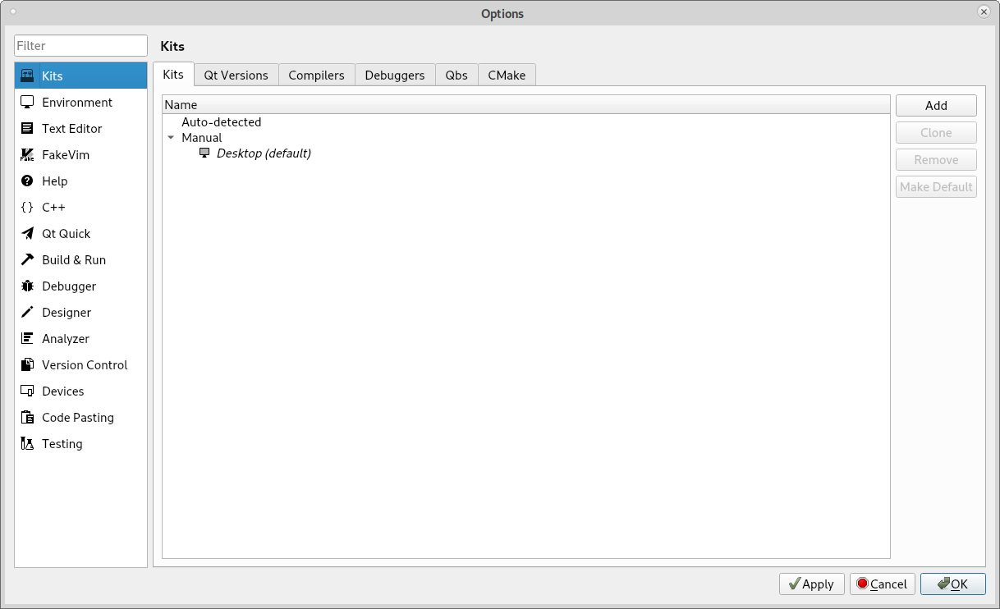 Options
Filter
Kits
Environment
Text Editor
FakeVim
Help
C++
Qt Quick
Build & Run
Debugger
Designer
Analyzer
Version Control
Devices
Code Pasting
Testing
Kits
Kits Qt Versions Compilers Debuggers Qbs CMake
Name
Auto-detected
Manual
Desktop (default)
Add
Clone
Remove
Make Default
Apply Cancel OK